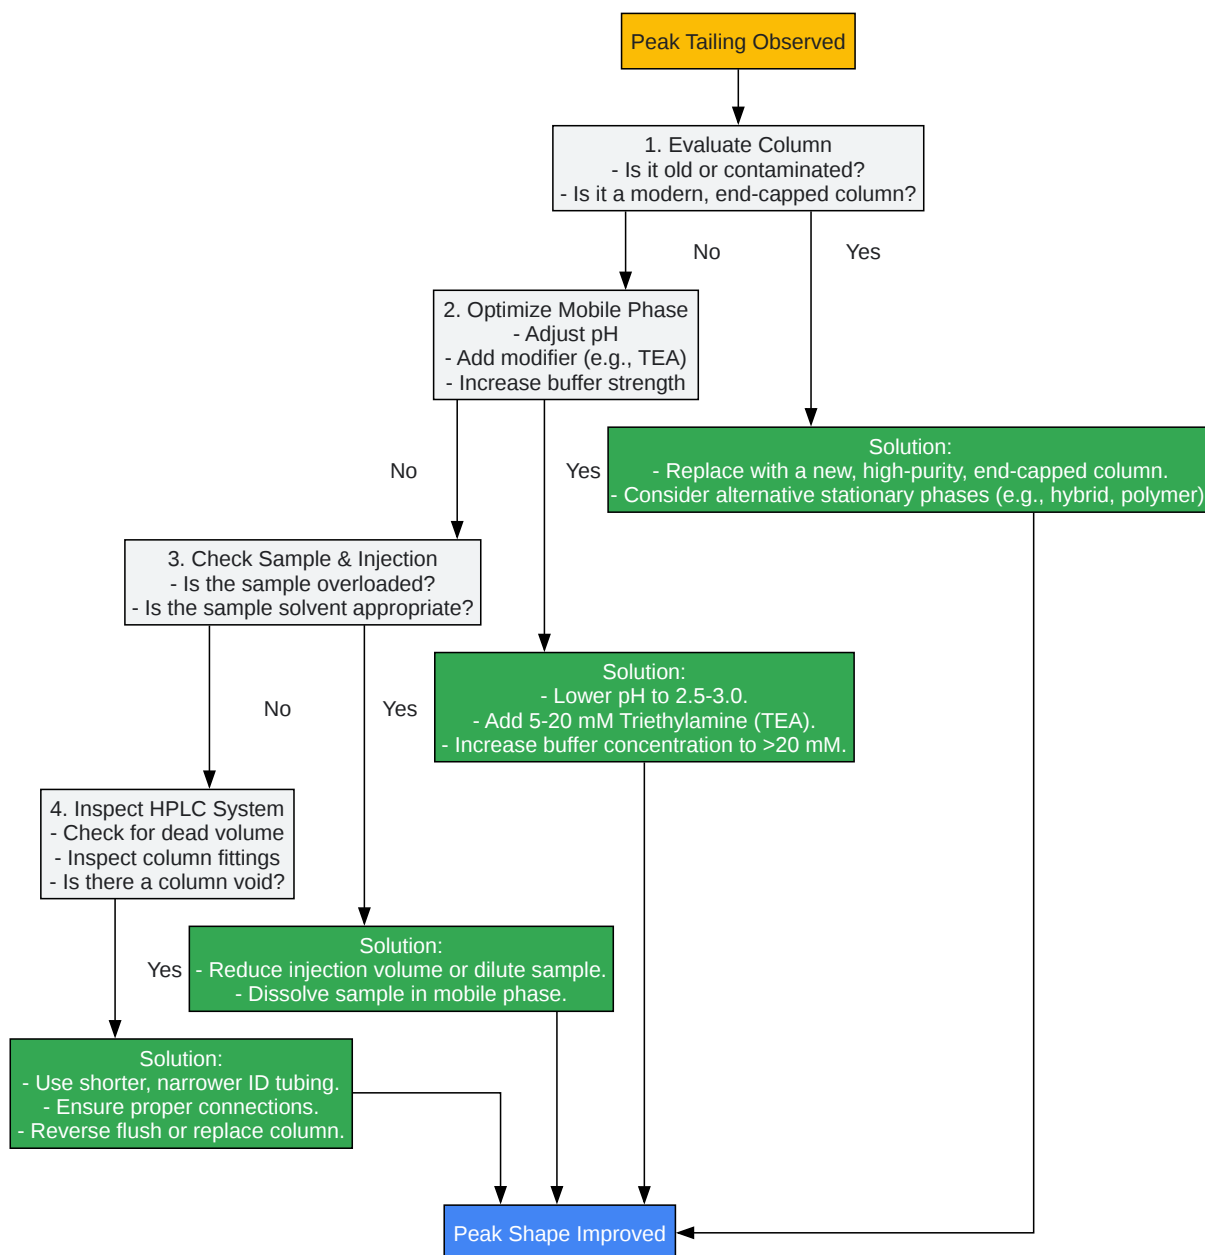 Peak Tailing Observed
1. Evaluate Column
- Is it old or contaminated?
- Is it a modern, end-capped column?
No
Yes
2. Optimize Mobile Phase
- Adjust pH
- Add modifier (e.g., TEA)
- Increase buffer strength
No
Yes
Solution:
- Replace with a new, high-purity, end-capped column.
- Consider alternative stationary phases (e.g., hybrid, polymer)
3. Check Sample & Injection
- Is the sample overloaded?
- Is the sample solvent appropriate?
No
Yes
Solution:
- Lower pH to 2.5-3.0.
- Add 5-20 mM Triethylamine (TEA).
- Increase buffer concentration to >20 mM.
4. Inspect HPLC System
- Check for dead volume
- Inspect column fittings
- Is there a column void?
Yes
Solution:
- Reduce injection volume or dilute sample.
- Dissolve sample in mobile phase.
Solution:
- Use shorter, narrower ID tubing.
- Ensure proper connections.
- Reverse flush or replace column.
Peak Shape Improved